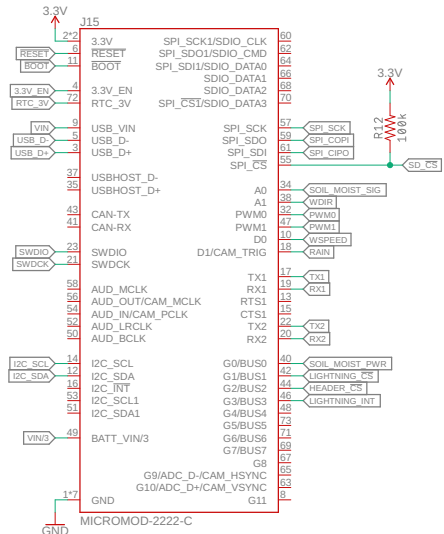 3.3V
J15
2*2 3.3V SPI_SCK1/SDIO_CLK 60
RESET 6 RESET SPI_SDO1/SDIO_CMD 62
BOOT 11 BOOT SPI_SDI1/SDIO_DATA0 64
SDIO_DATA1 66
3.3V_EN 4 3.3V_EN SDIO_DATA2 68
RTC_3V 72 RTC_3V SPI_CS1/SDIO_DATA3 70
3.3V
VIN 9 USB_VIN SPI_SCK 57 SPI_SCK
USB_D- 5 USB_D- SPI_SDO 59 SPI_COPI
USB_D+ 3 USB_D+ SPI_SDI 61 SPI_CIPO
R12 100k
SPI_CS 55 SD_CS
37 USBHOST_D-
35 USBHOST_D+ A0 34 SOIL_MOIST_SIG
A1 38 WDIR
43 CAN-TX PWM0 32 PWM0
41 CAN-RX PWM1 47 PWM1
D0 10 WSPEED
SWDIO 23 SWDIO D1/CAM_TRIG 18 RAIN
SWDCK 21 SWDCK
TX1 17 TX1
58 AUD_MCLK RX1 19 RX1
56 AUD_OUT/CAM_MCLK RTS1 13
54 AUD_IN/CAM_PCLK CTS1 15
52 AUD_LRCLK TX2 22 TX2
50 AUD_BCLK RX2 20 RX2
I2C_SCL 14 I2C_SCL G0/BUS0 40 SOIL_MOIST_PWR
I2C_SDA 12 I2C_SDA G1/BUS1 42 LIGHTNING_CS
16 I2C_INT G2/BUS2 44 HEADER_CS
53 I2C_SCL1 G3/BUS3 46 LIGHTNING_INT
51 I2C_SDA1 G4/BUS4 48
G5/BUS5 73
VIN/3 49 BATT_VIN/3 G6/BUS6 71
G7/BUS7 69
G8 67
G9/ADC_D-/CAM_HSYNC 65
G10/ADC_D+/CAM_VSYNC 63
1*7 GND G11 8
MICROMOD-2222-C
GND